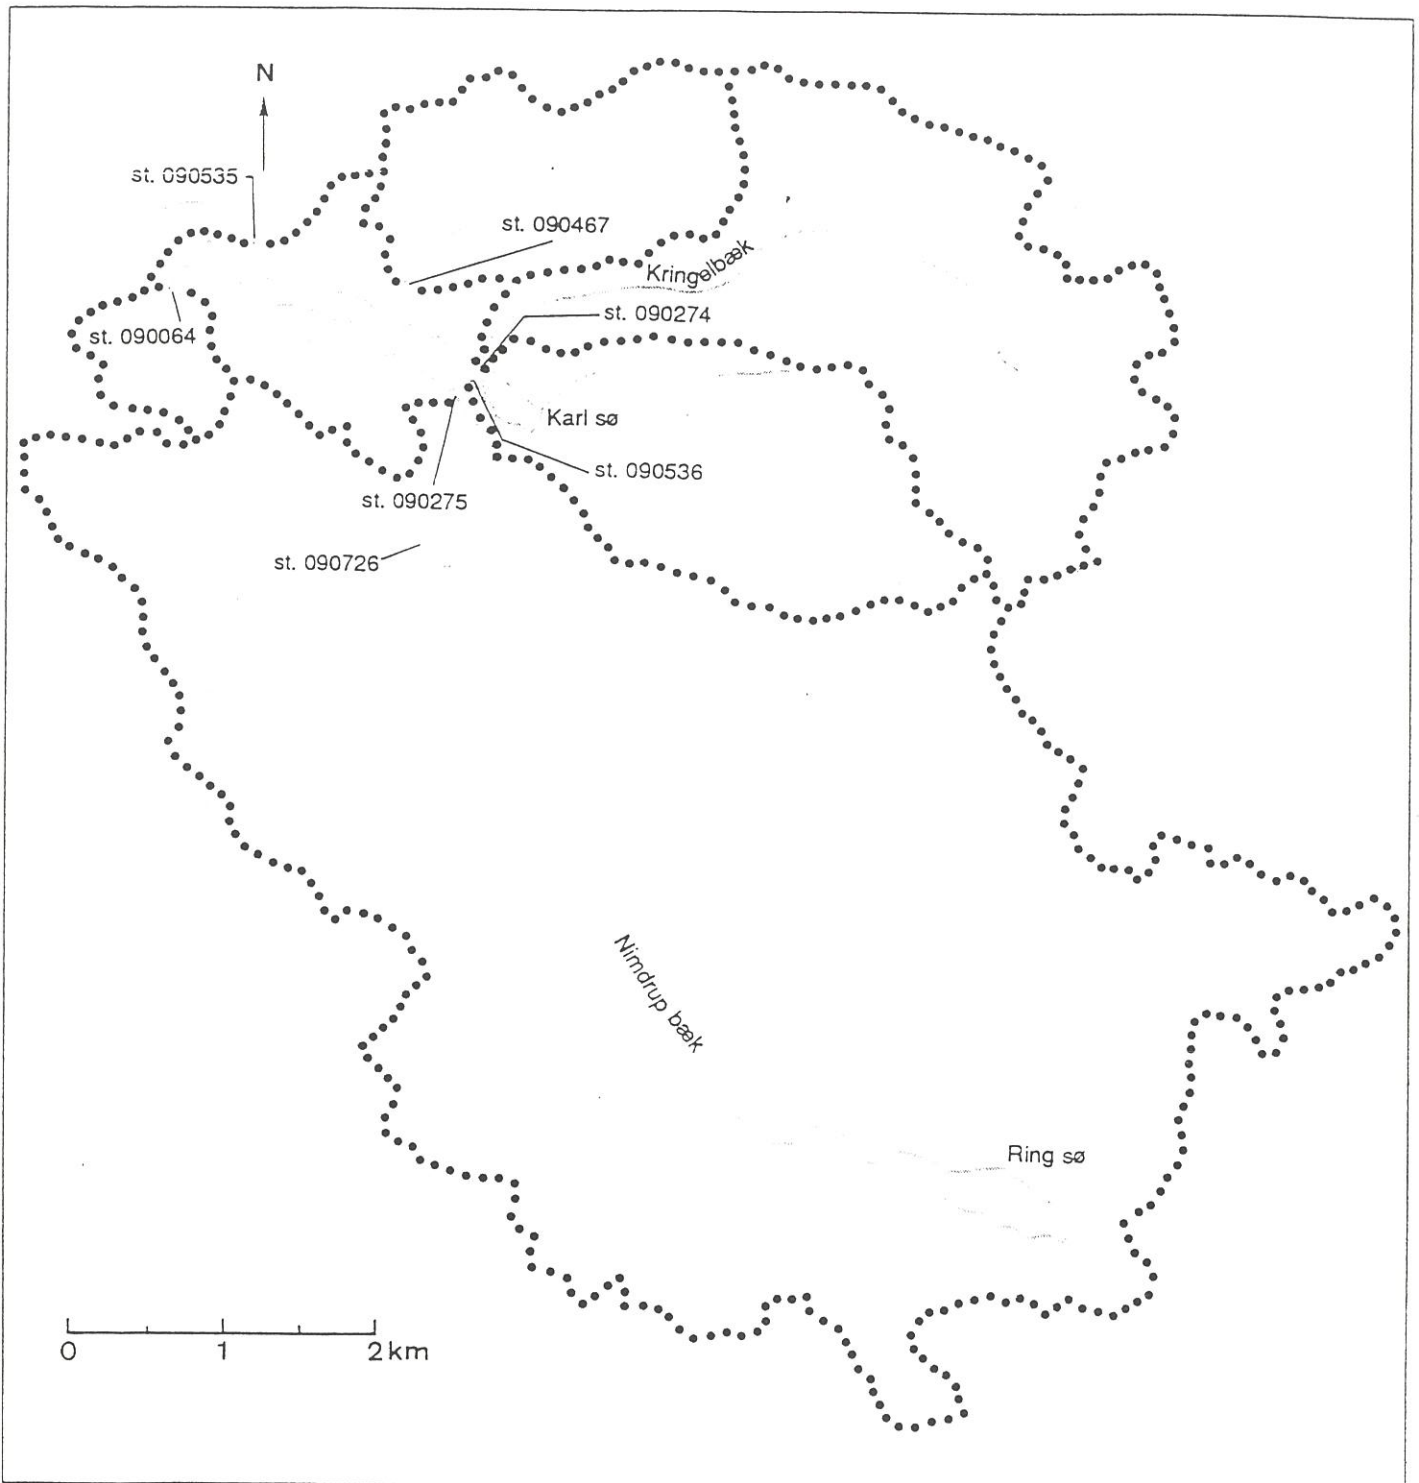 N
st. 090535
st. 090467
Kringelbæk
st. 090274
st. 090064
Karl sø
st. 090536
st. 090275
st. 090726
Nimdrup bæk
Ring sø
0 1 2 km